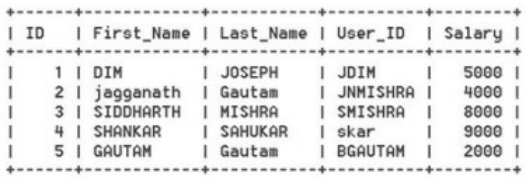 | ID | First_Name | Last_Name | User_ID | Salary |
| 1 | DIM | JOSEPH | JDIM | 5000 |
| 2 | jagganath | Gautam | JNMISHRA | 4000 |
| 3 | SIDDHARTH | MISHRA | SMISHRA | 8000 |
| 4 | SHANKAR | SAHUKAR | skar | 9000 |
| 5 | GAUTAM | Gautam | BGAUTAM | 2000 |